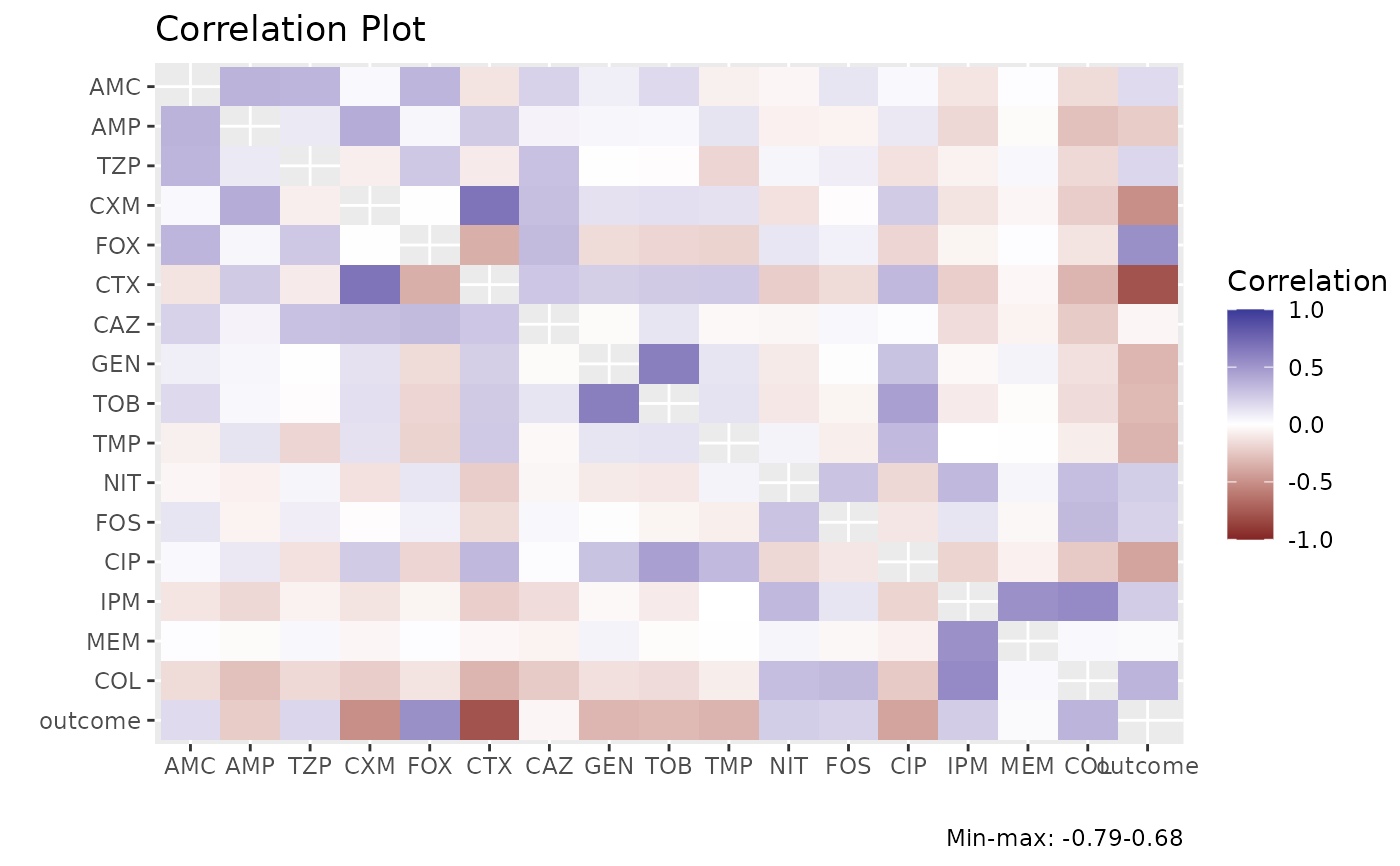 Correlation Plot
AMC
AMP
TZP
CXM
FOX
CTX
CAZ
GEN
TOB
TMP
NIT
FOS
CIP
IPM
MEM
COL
outcome
AMC AMP TZP CXM FOX CTX CAZ GEN TOB TMP NIT FOS CIP IPM MEM COL outcome
Correlation
1.0
0.5
0.0
-0.5
-1.0
Min-max: -0.79-0.68